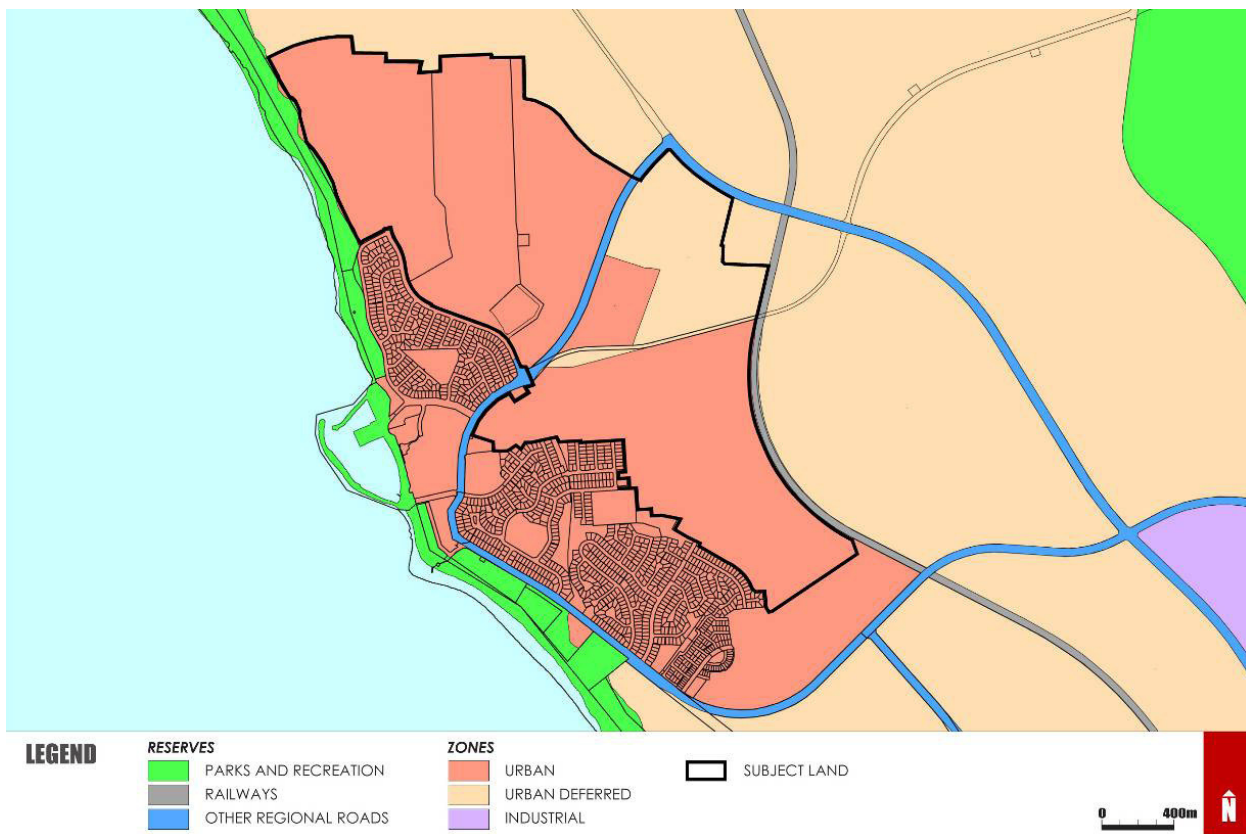 LEGEND
RESERVES
PARKS AND RECREATION
RAILWAYS
OTHER REGIONAL ROADS
ZONES
URBAN
URBAN DEFERRED
INDUSTRIAL
SUBJECT LAND
0 400m
N